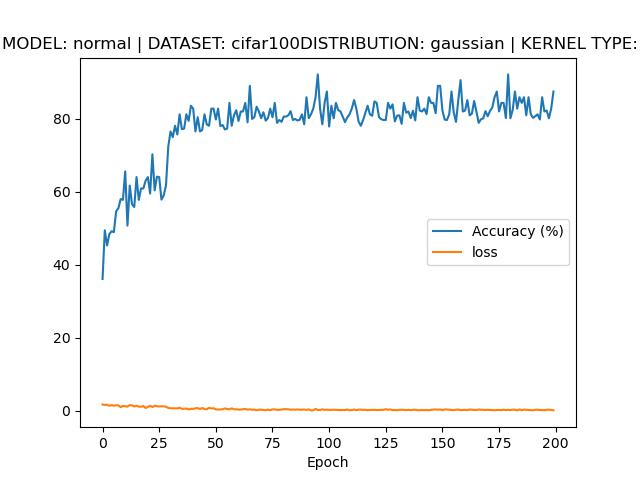 MODEL: normal | DATASET: cifar100DISTRIBUTION: gaussian | KERNEL TYPE:
80
60
40
20
0
Accuracy (%)
loss
0 25 50 75 100 125 150 175 200
Epoch